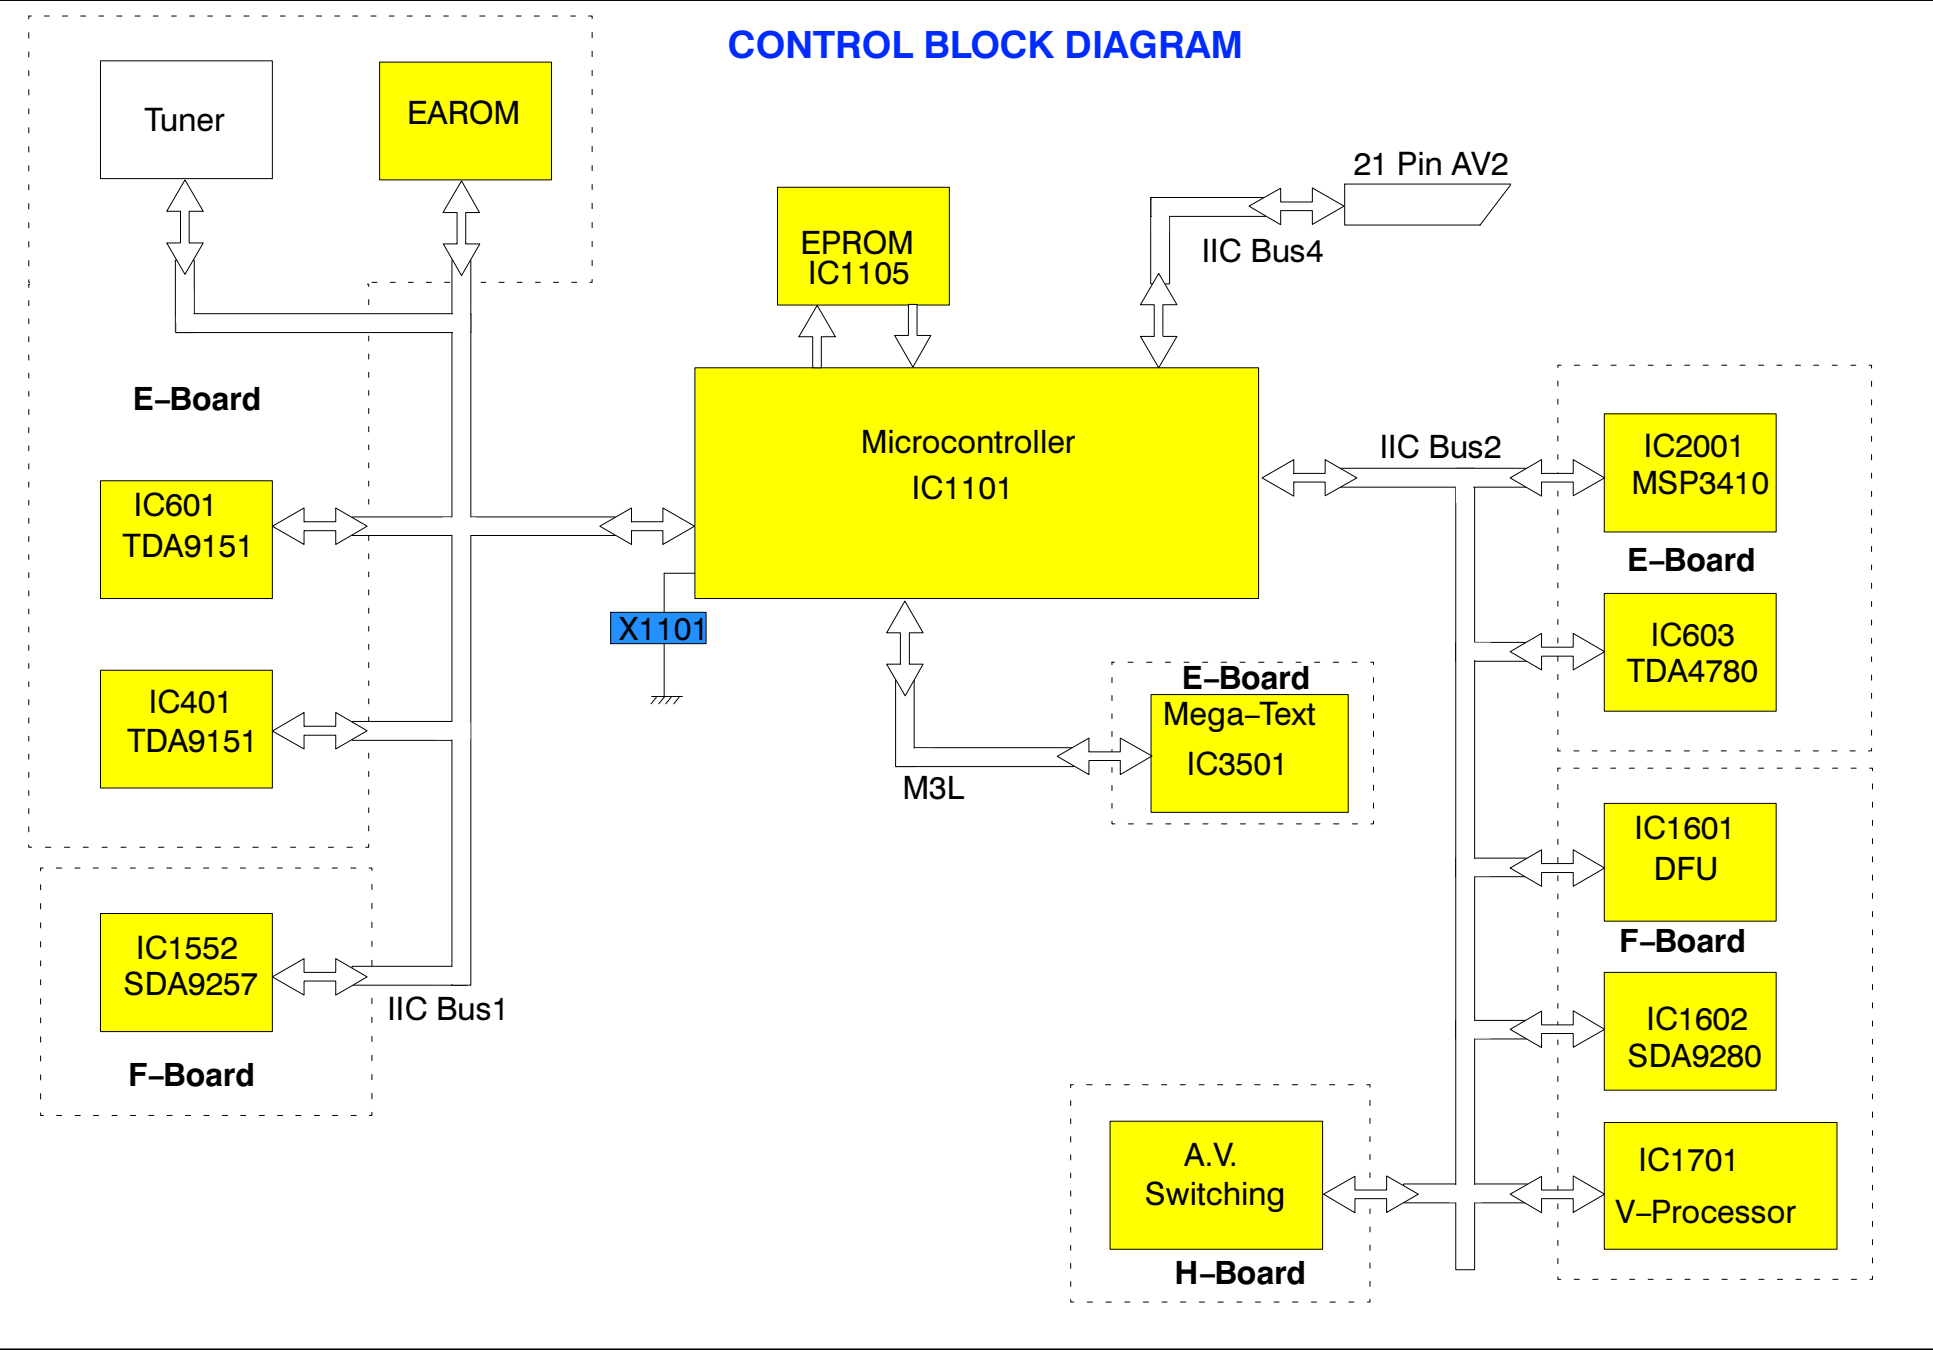 CONTROL BLOCK DIAGRAM
Tuner
EAROM
21 Pin AV2
EPROM
IC1105
IIC Bus4
E–Board
Microcontroller
IC1101
IIC Bus2
IC2001
MSP3410
E–Board
IC601
TDA9151
X1101
IC603
TDA4780
E–Board
Mega–Text
IC3501
M3L
IC401
TDA9151
IC1601
DFU
F–Board
IC1552
SDA9257
IIC Bus1
F–Board
IC1602
SDA9280
A.V.
Switching
H–Board
IC1701
V–Processor